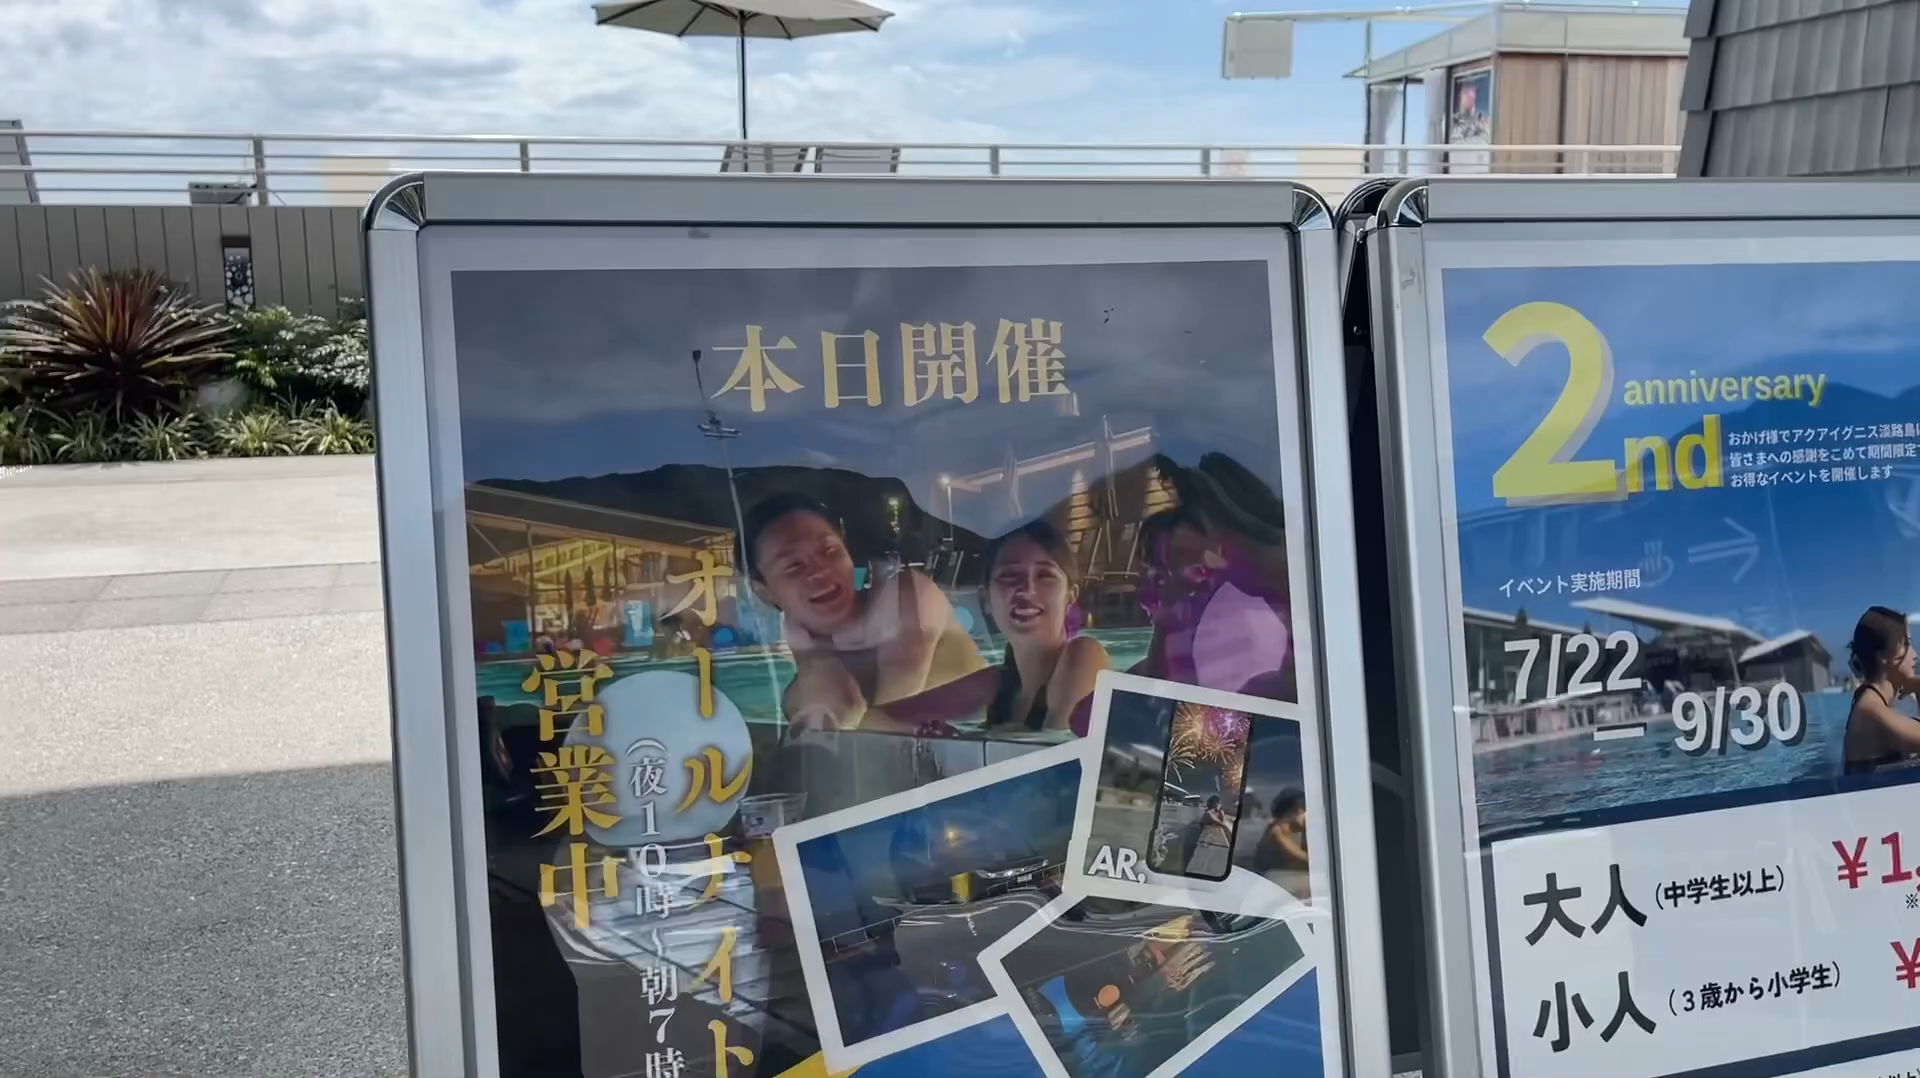 本日開催
オールナイト
営業中
（夜10時～朝7時
AR,
2nd
anniversary
おかげ様でアクアイグニス淡路島は
皆さまへの感謝をこめて期間限定で
お得なイベントを開催します
イベント実施期間
7/22 ー 9/30
大人（中学生以上）
¥1,
※
小人（3歳から小学生）
¥